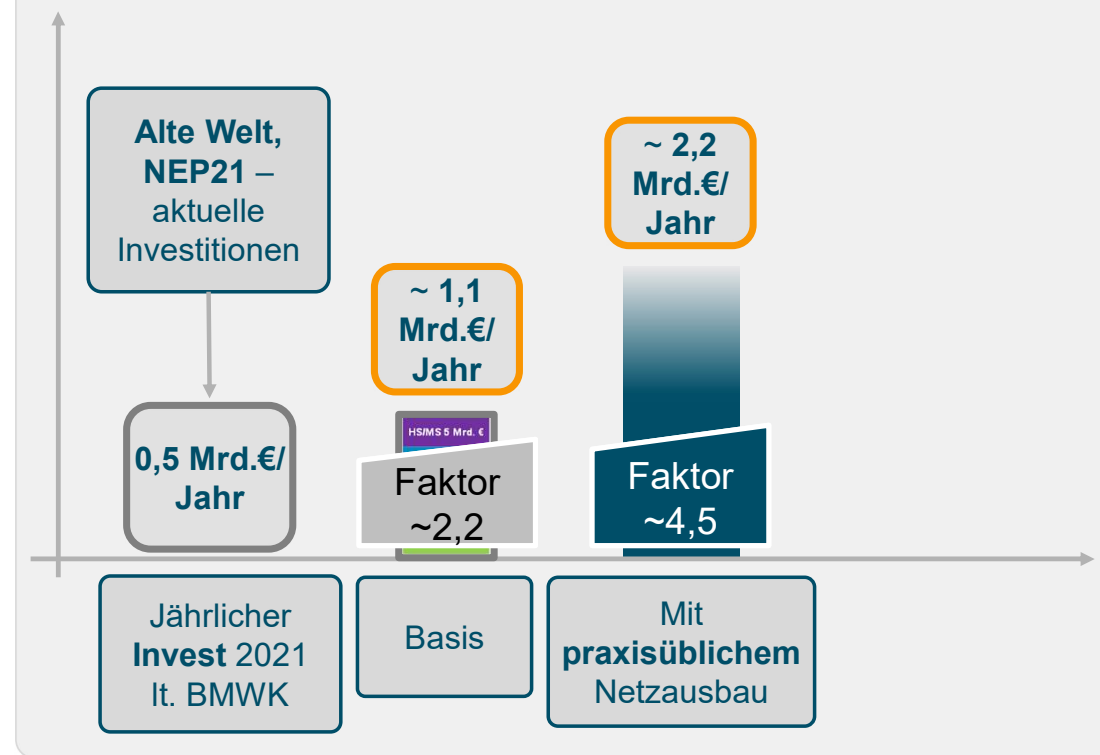 Alte Welt,
NEP21 –
aktuelle
Investitionen
0,5 Mrd.€/
Jahr
~ 1,1
Mrd.€/
Jahr
HS/MS 5 Mrd. €
Faktor
~2,2
~ 2,2
Mrd.€/
Jahr
Faktor
~4,5
Jährlicher
Invest 2021
lt. BMWK
Basis
Mit
praxisüblichem
Netzausbau